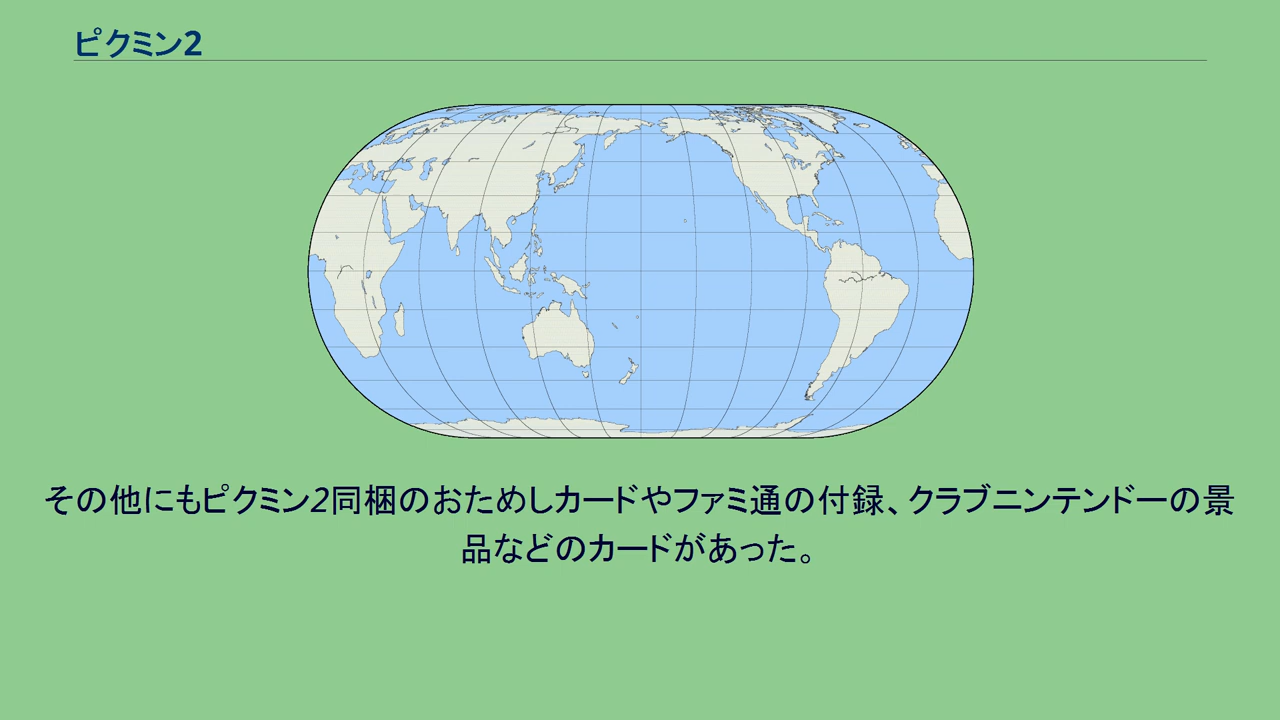 ピクミン2
その他にもピクミン2同梱のおためしカードやファミ通の付録、クラブニンテンドーの景
品などのカードがあった。